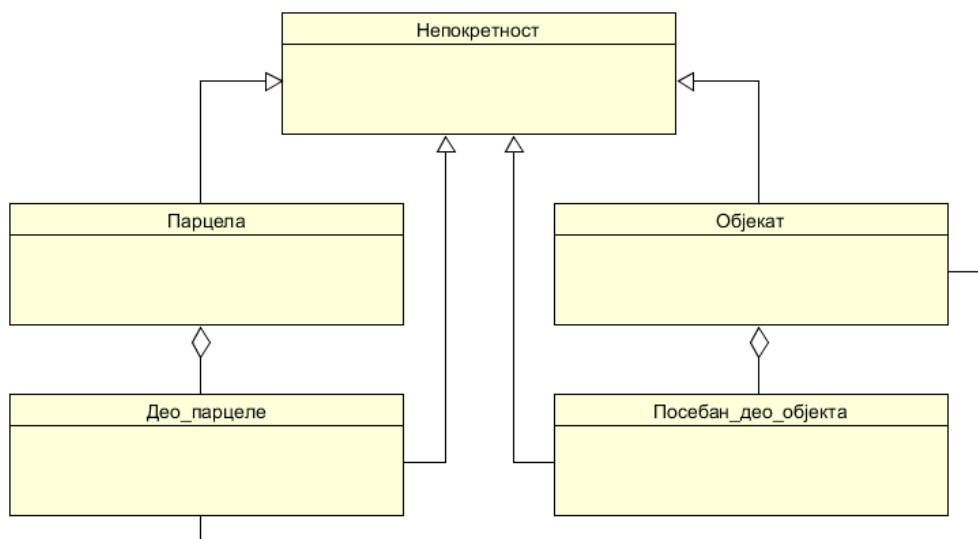 Непокретност
Парцела
Објекат
Део_парцеле
Посебан_део_објекта